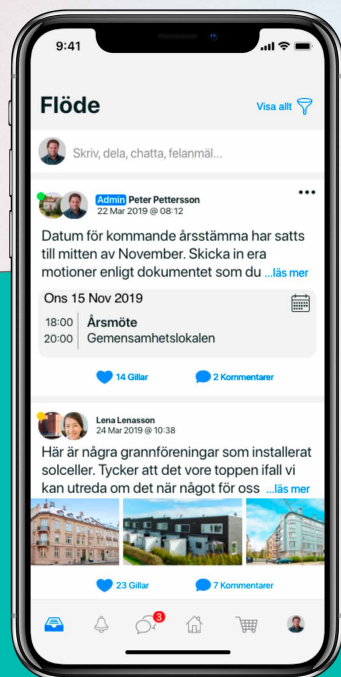 9:41
Flöde
Visa allt
Skriv, dela, chatta, felanmäl...
Admin Peter Pettersson
22 Mar 2019 @ 08:12
Datum för kommande årsstämma har satts
till mitten av November. Skicka in era
motioner enligt dokumentet som du ...läs mer
Ons 15 Nov 2019
18:00 Årsmöte
20:00 Gemensamhetslokalen
14 Gillar 2 Kommentarer
Lena Lenasson
24 Mar 2019 @ 10:38
Här är några grannföreningar som installerat
solceller. Tycker att det vore toppen ifall vi
kan utreda om det när något för oss ...läs mer
23 Gillar 7 Kommentarer
3